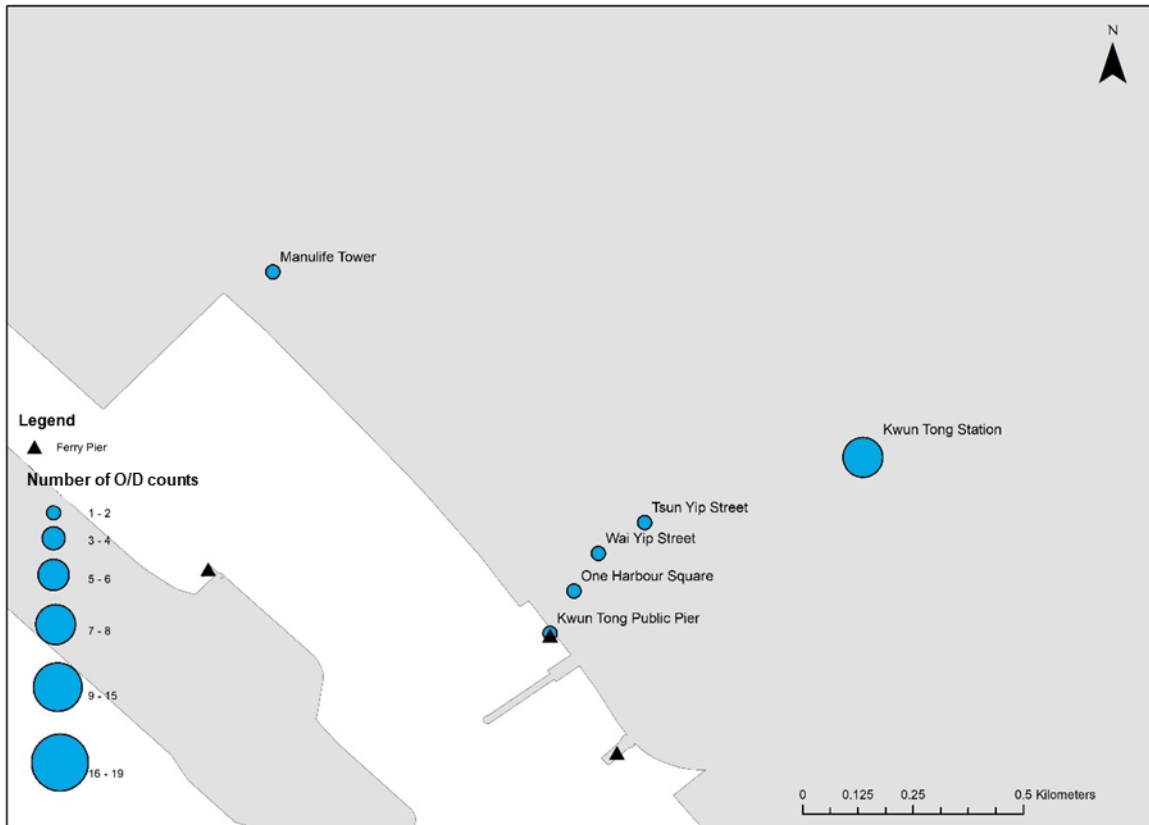 N
Manulife Tower
Kwun Tong Station
Tsun Yip Street
Wai Yip Street
One Harbour Square
Kwun Tong Public Pier
Legend
Ferry Pier
Number of O/D counts
1 - 2
3 - 4
5 - 6
7 - 8
9 - 15
16 - 19
0 0.125 0.25 0.5 Kilometers